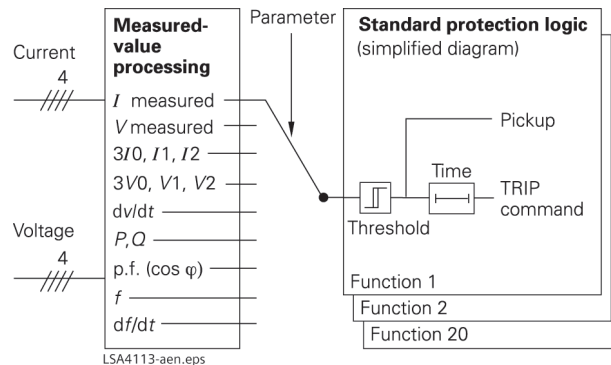 Measured-
value
processing
Parameter
Standard protection logic
(simplified diagram)
Current
4
I measured
V measured
3I0, I1, I2
3V0, V1, V2
dv/dt
P,Q
p.f. (cos φ)
f
df/dt
Voltage
4
Pickup
Time
TRIP
command
Threshold
Function 1
Function 2
Function 20
LSA4113-aen.eps